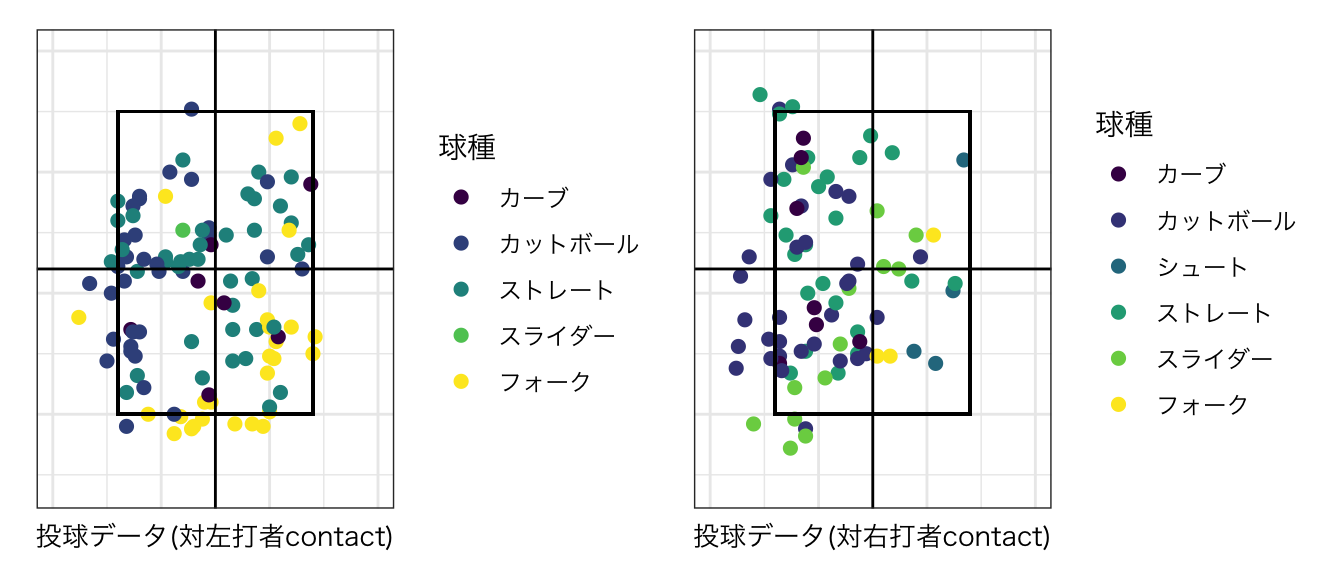 球種
カーブ
カットボール
ストレート
スライダー
フォーク
投球データ(対左打者contact)
球種
カーブ
カットボール
シュート
ストレート
スライダー
フォーク
投球データ(対右打者contact)